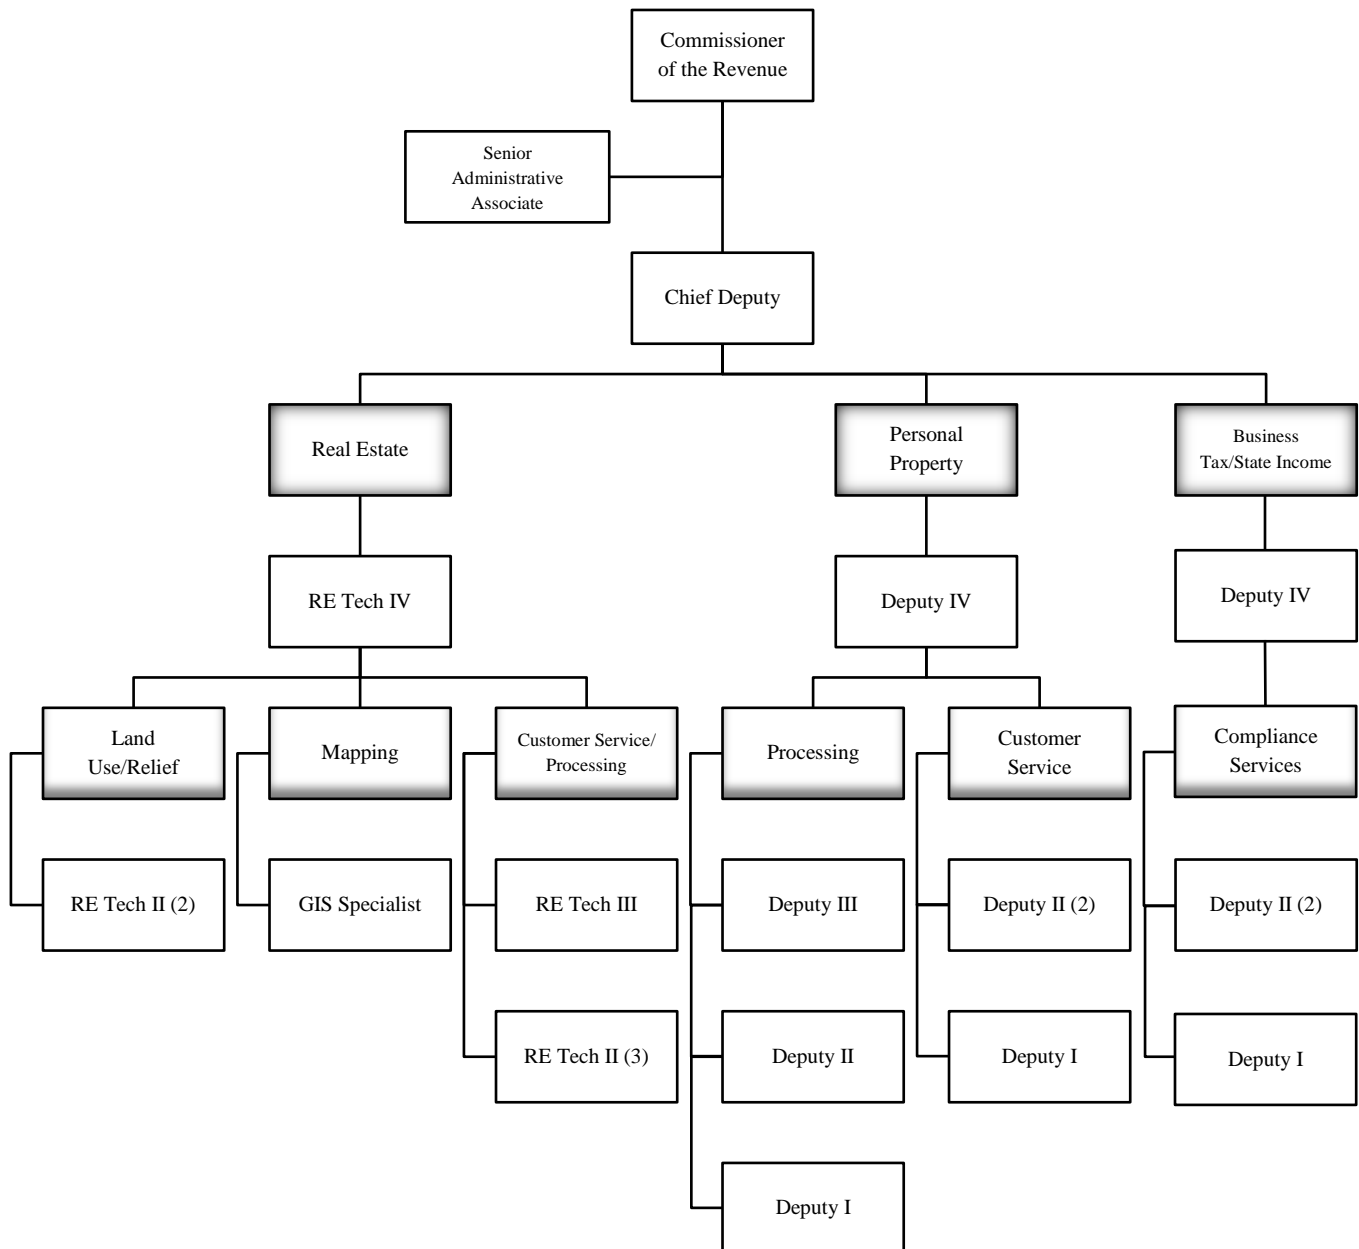 Commissioner
of the Revenue
Senior
Administrative
Associate
Chief Deputy
Real Estate
Personal
Property
Business
Tax/State Income
RE Tech IV
Deputy IV
Deputy IV
Land
Use/Relief
Mapping
Customer Service/
Processing
Processing
Customer
Service
Compliance
Services
RE Tech II (2)
GIS Specialist
RE Tech III
Deputy III
Deputy II (2)
Deputy II (2)
RE Tech II (3)
Deputy II
Deputy I
Deputy I
Deputy I